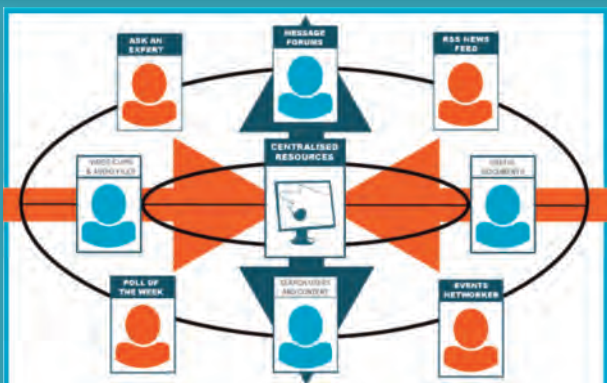 ASK AN
EXPERT
MESSAGE
FORUMS
RSS NEWS
FEED
CENTRALISED
RESOURCES
VIDEO CLIPS
& AUDIO FILES
USEFUL
DOCUMENTS
POLL OF
THE WEEK
SEARCH USERS
AND CONTENT
EVENTS
NETWORKER